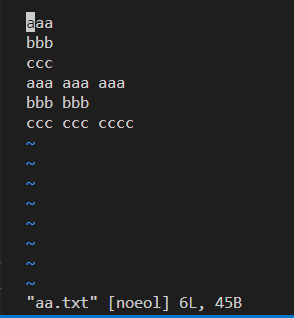 aaa
bbb
ccc
aaa aaa aaa
bbb bbb
ccc ccc cccc
~
~
~
~
~
~
~
~
"aa.txt" [noeol] 6L, 45B